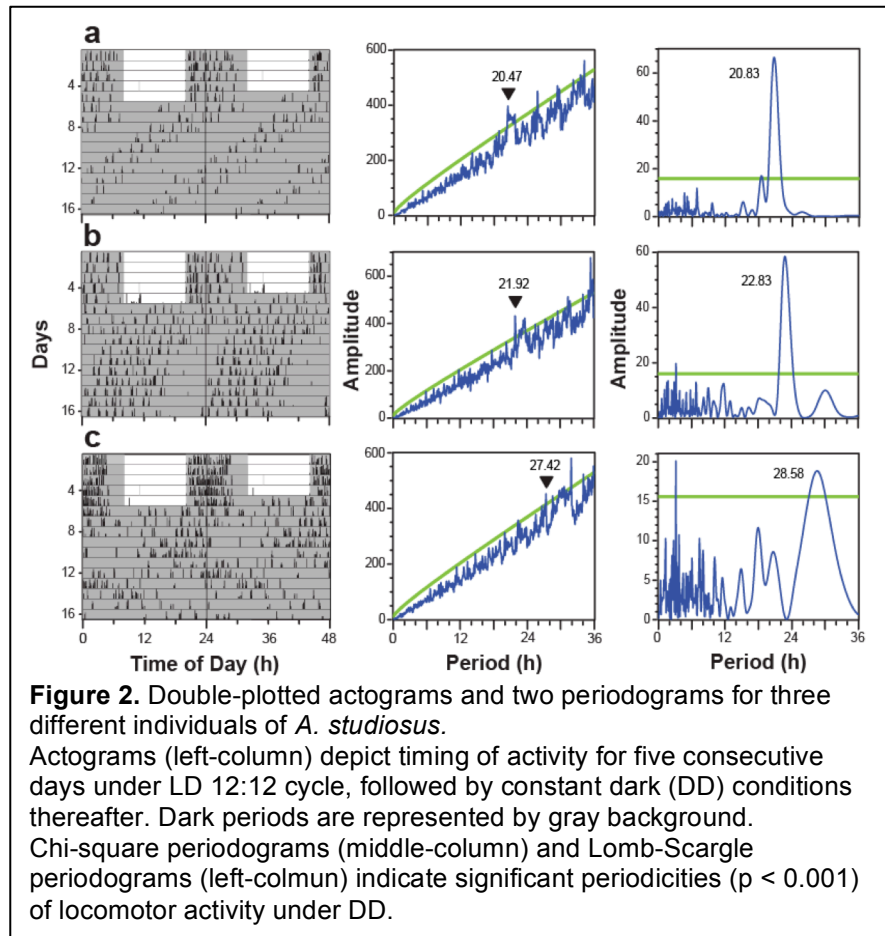 a
4
8
12
16
600
400
200
0
20.47
60
40
20
0
20.83
b
Days
4
8
12
16
Amplitude
600
400
200
0
21.92
Amplitude
60
40
20
0
22.83
c
4
8
12
16
0 12 24 36 48
Time of Day (h)
600
400
200
0
27.42
0 12 24 36
Period (h)
20
15
10
5
0
28.58
0 12 24 36
Period (h)
Figure 2. Double-plotted actograms and two periodograms for three
different individuals of A. studiosus.
Actograms (left-column) depict timing of activity for five consecutive
days under LD 12:12 cycle, followed by constant dark (DD) conditions
thereafter. Dark periods are represented by gray background.
Chi-square periodograms (middle-column) and Lomb-Scargle
periodograms (left-colmun) indicate significant periodicities (p < 0.001)
of locomotor activity under DD.